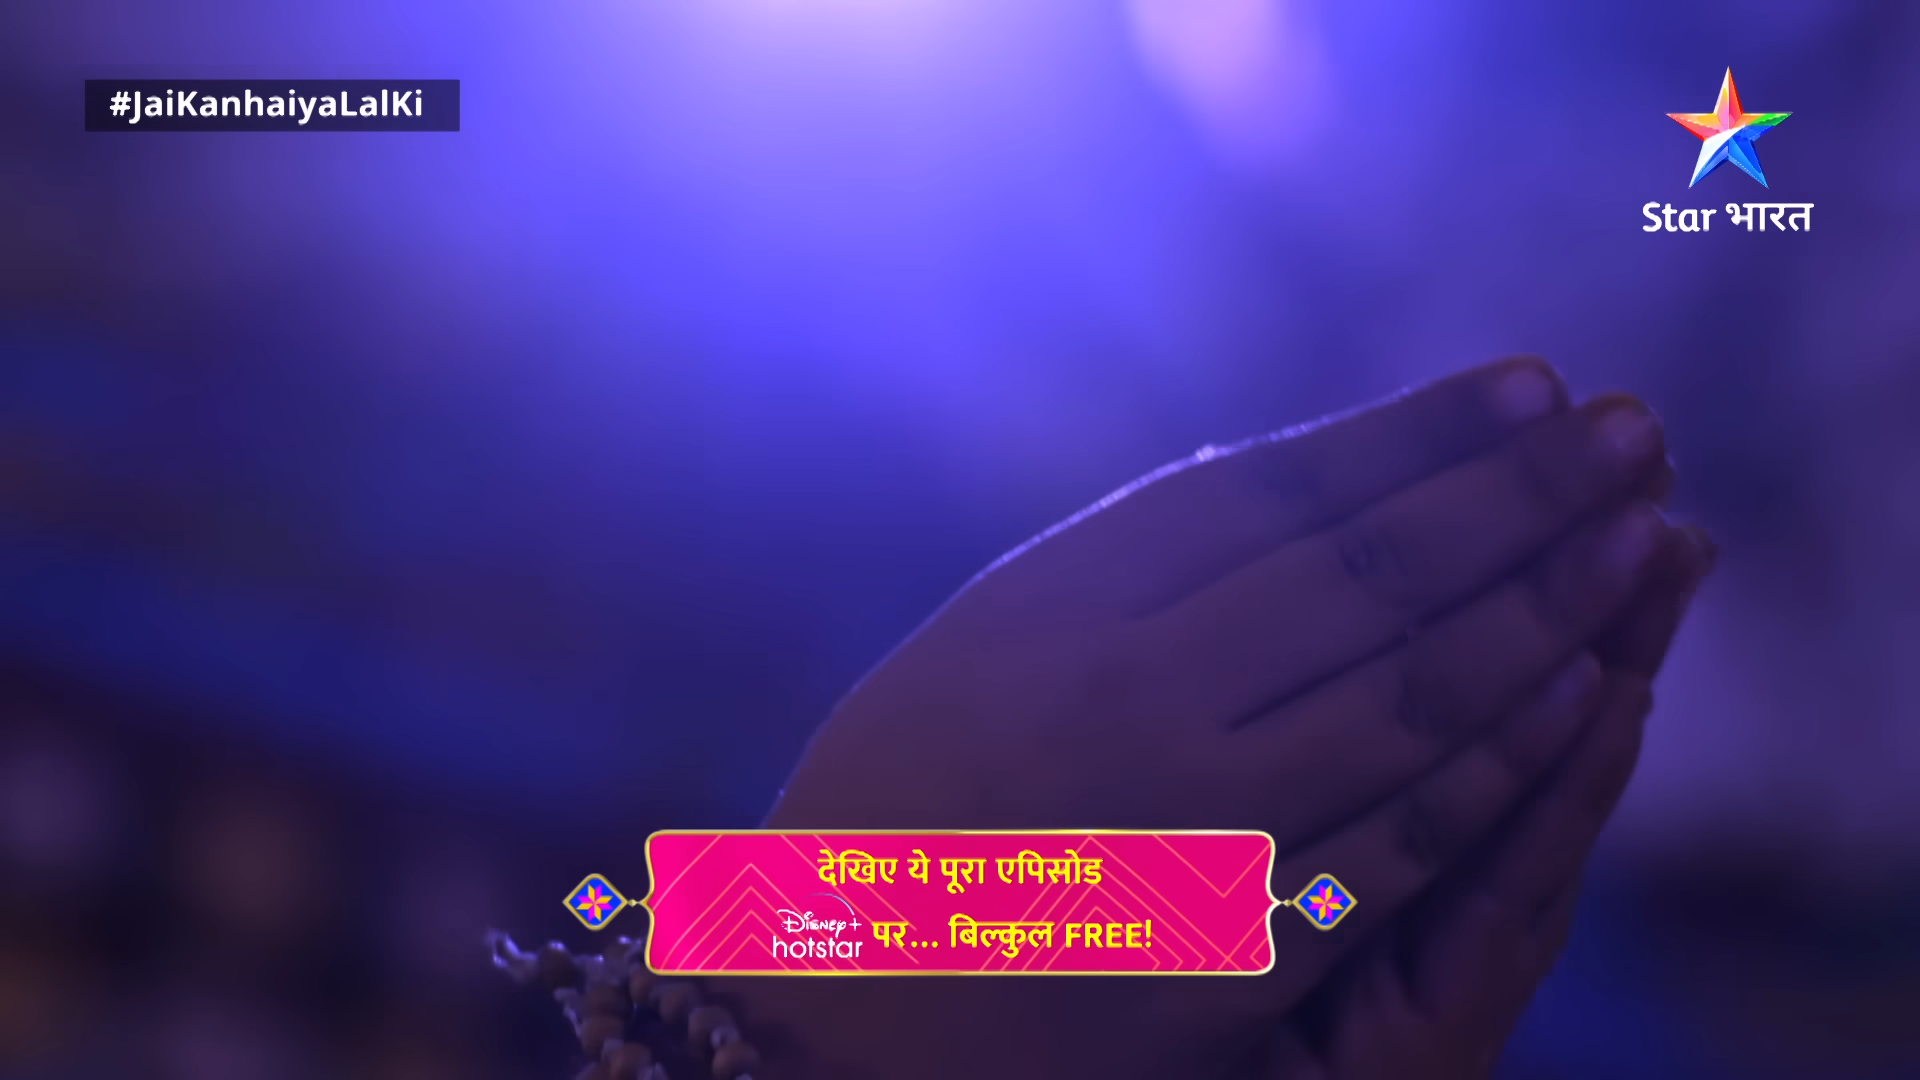 #JaiKanhaiyaLalKi
Star भारत
देखिए ये पूरा एपिसोड
Disney+ hotstar पर... बिल्कुल FREE!